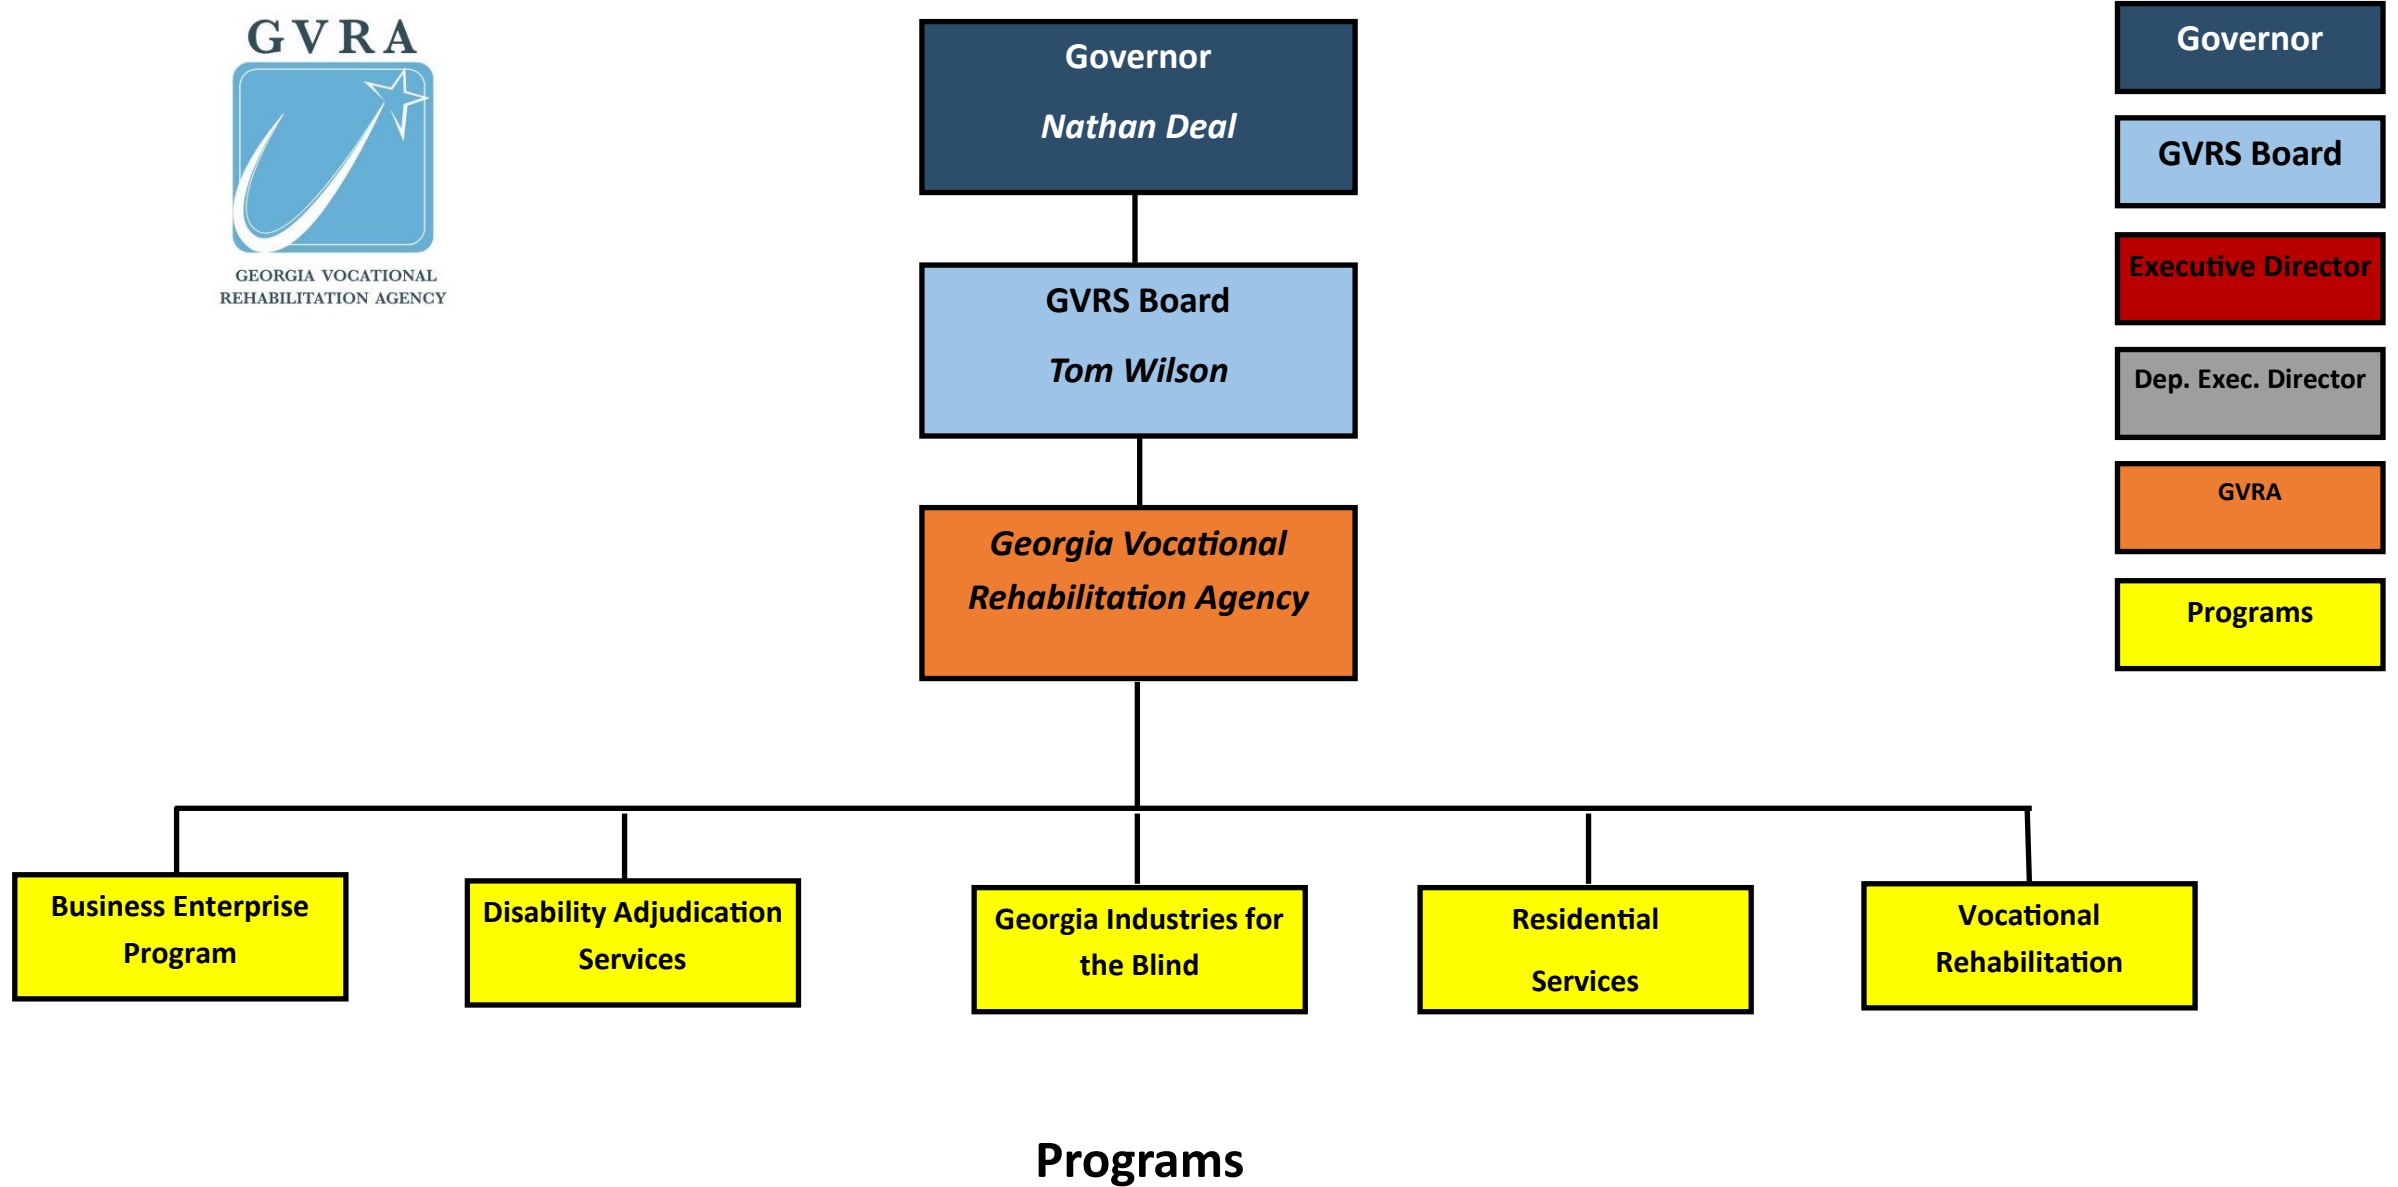 GVRA
GEORGIA VOCATIONAL
REHABILITATION AGENCY
Governor
Nathan Deal
GVRS Board
Tom Wilson
Georgia Vocational
Rehabilitation Agency
Business Enterprise
Program
Disability Adjudication
Services
Georgia Industries for
the Blind
Residential
Services
Vocational
Rehabilitation
Governor
GVRS Board
Executive Director
Dep. Exec. Director
GVRA
Programs
Programs